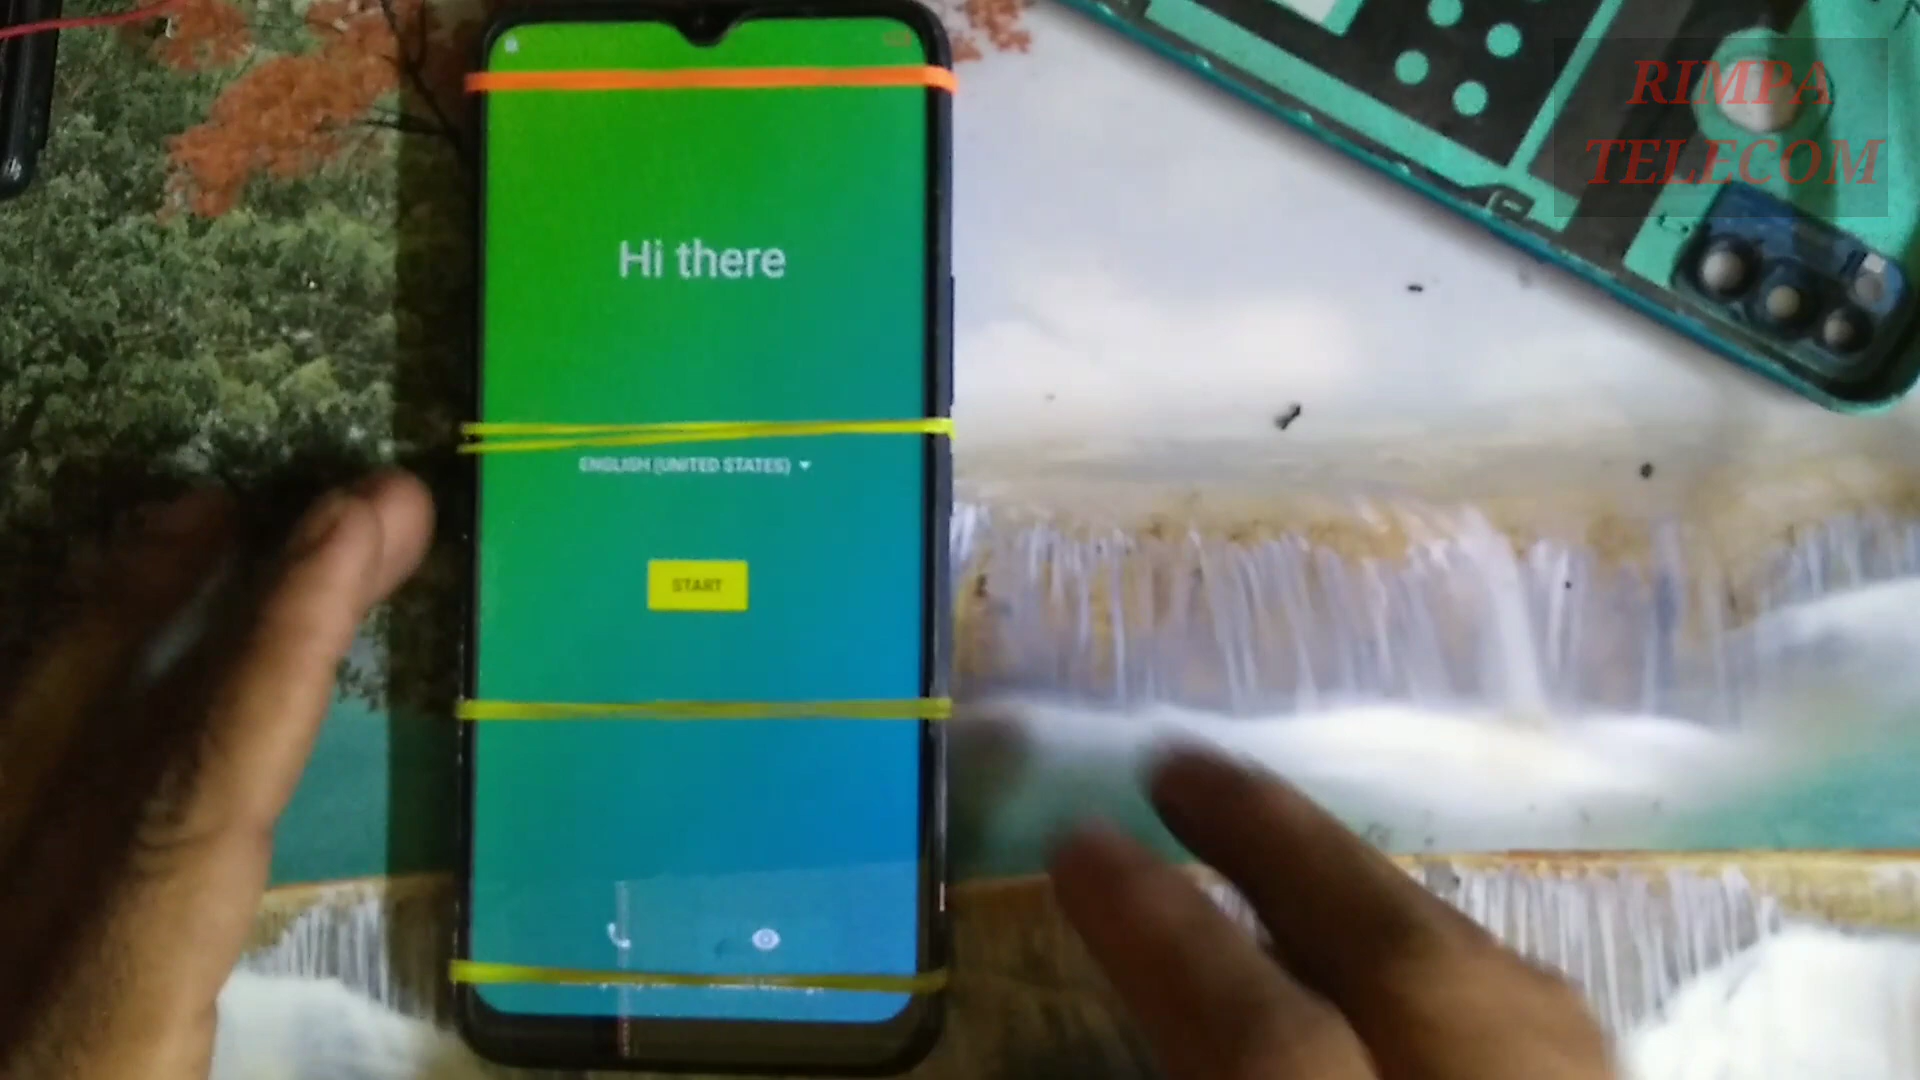 RIMPA
TELECOM
Hi there
ENGLISH (UNITED STATES)
START